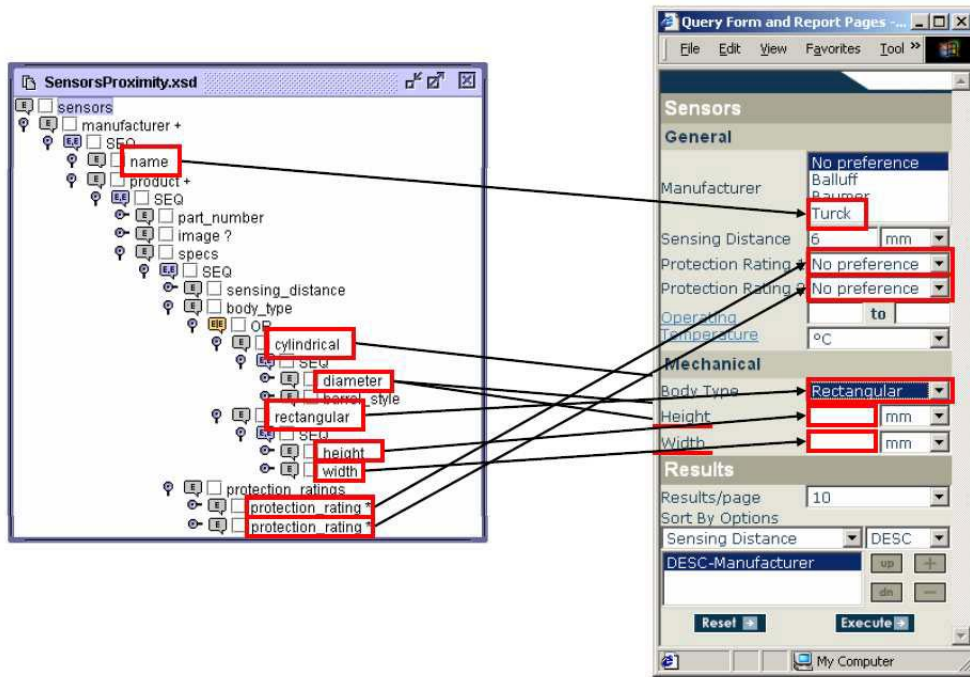 SensorsProximity.xsd
sensors
manufacturer +
E,E SEQ
E name
E product +
E,E SEQ
E part_number
E image ?
E specs
E,E SEQ
E sensing_distance
E body_type
E|E OR
E cylindrical
E,E SEQ
E diameter
E barrel_style
E rectangular
E,E SEQ
E height
E width
E protection_ratings
E protection_rating *
E protection_rating *
Query Form and Report Pages -...
File Edit View Favorites Tool »
Sensors
General
No preference
Balluff
Manufacturer
Baumer
Turck
Sensing Distance 6 mm
Protection Rating No preference
Protection Rating No preference
Operating to
Temperature °C
Mechanical
Body Type Rectangular
Height mm
Width mm
Results
Results/page 10
Sort By Options
Sensing Distance DESC
DESC-Manufacturer up +
dn −
Reset Execute
My Computer